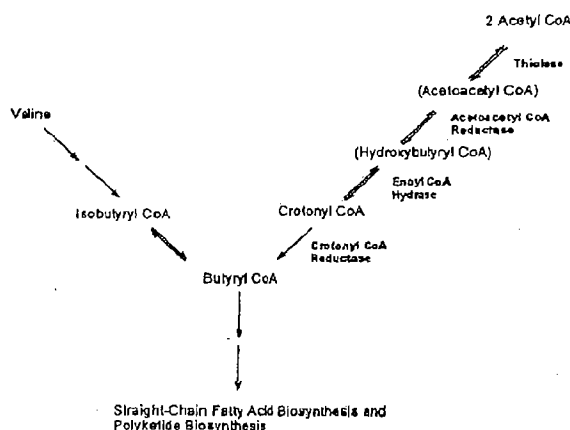 2 Acetyl CoA
Thiolase
(Acetoacetyl CoA)
Valine
Acetoacetyl CoA
Reductase
(Hydroxybutyryl CoA)
Enoyl CoA
Hydrase
Isobutyryl CoA
Crotonyl CoA
Crotonyl CoA
Reductase
Butyryl CoA
Straight-Chain Fatty Acid Biosynthesis and
Polyketide Biosynthesis